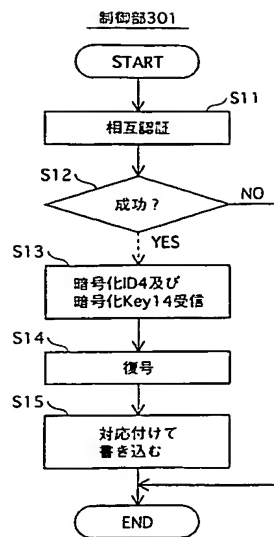 制御部301
START
S11
相互認証
S12
成功?
NO
YES
S13
暗号化ID4及び
暗号化Key14受信
S14
復号
S15
対応付けて
書き込む
END